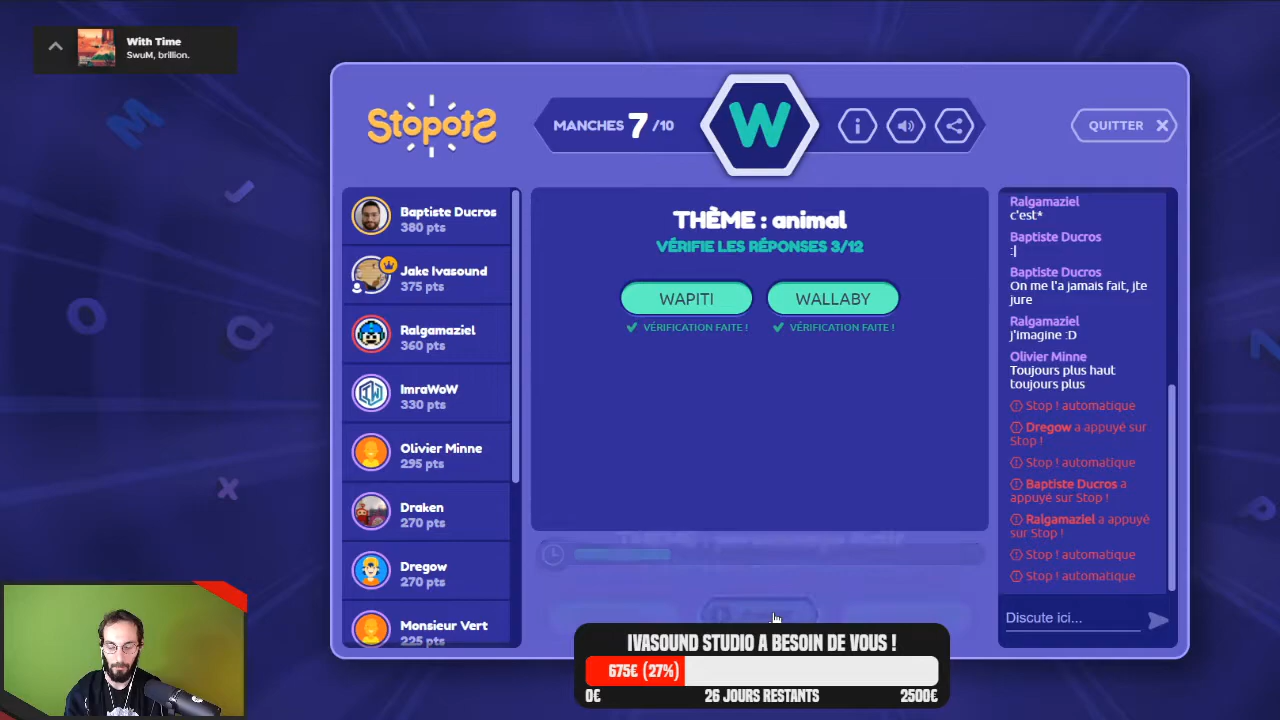 With Time
SwuM, brillion.
StopotS
MANCHES 7 /10
W
QUITTER
Baptiste Ducros
380 pts
Jake Ivasound
375 pts
Ralgamaziel
360 pts
ImraWoW
330 pts
Olivier Minne
295 pts
Draken
270 pts
Dregow
270 pts
Monsieur Vert
225 pts
THÈME : animal
VÉRIFIE LES RÉPONSES 3/12
WAPITI
WALLABY
VÉRIFICATION FAITE !
VÉRIFICATION FAITE !
Ralgamaziel
c'est*
Baptiste Ducros
:|
Baptiste Ducros
On me l'a jamais fait, jte
jure
Ralgamaziel
j'imagine :D
Olivier Minne
Toujours plus haut
toujours plus
Stop ! automatique
Dregow a appuyé sur
Stop !
Stop ! automatique
Baptiste Ducros a
appuyé sur Stop !
Ralgamaziel a appuyé
sur Stop !
Stop ! automatique
Stop ! automatique
Discute ici...
IVASOUND STUDIO A BESOIN DE VOUS !
675€ (27%)
0€
26 JOURS RESTANTS
2500€